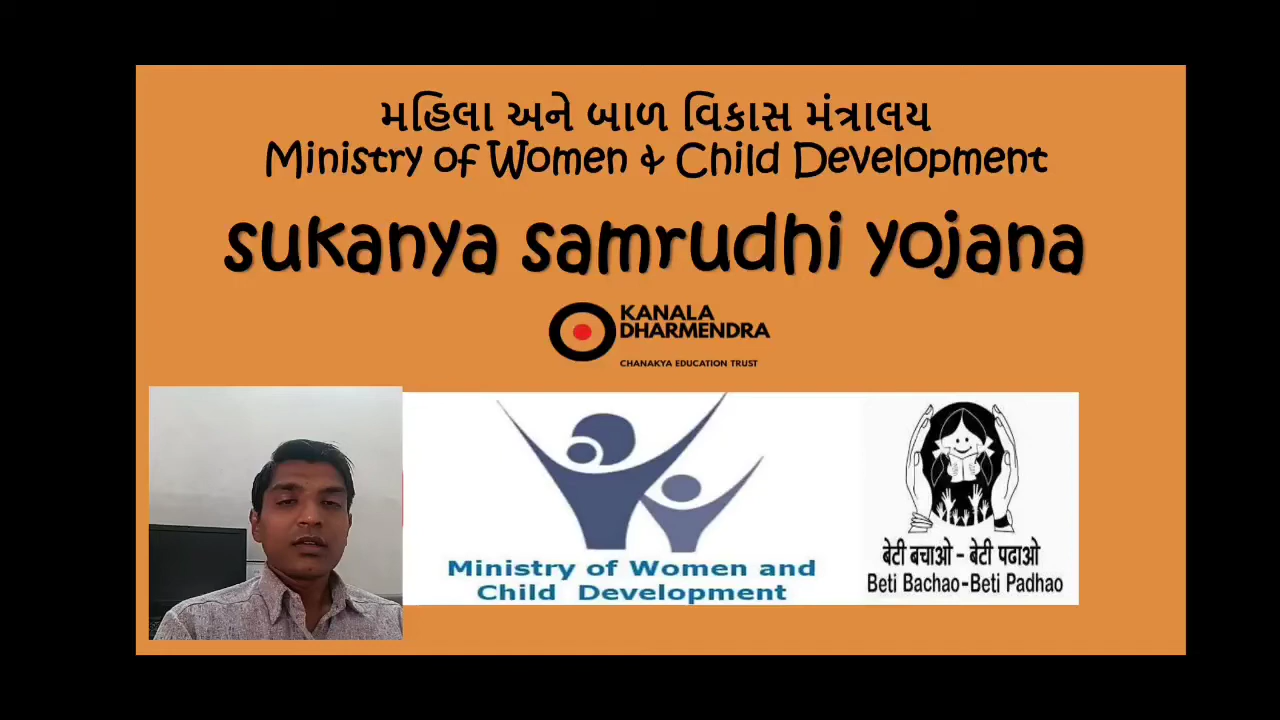 મહિલા અને બાળ વિકાસ મંત્રાલય
Ministry of Women & Child Development
sukanya samrudhi yojana
KANALA
DHARMENDRA
CHANAKYA EDUCATION TRUST
Ministry of Women and
Child Development
बेटी बचाओ - बेटी पढाओ
Beti Bachao-Beti Padhao